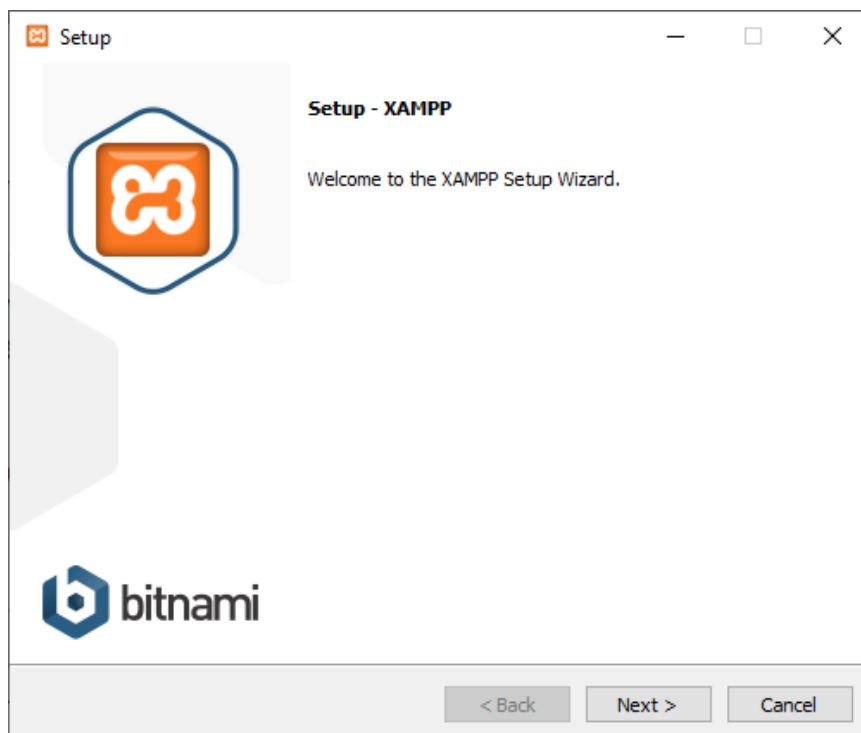 Setup
Setup - XAMPP
Welcome to the XAMPP Setup Wizard.
bitnami
< Back
Next >
Cancel